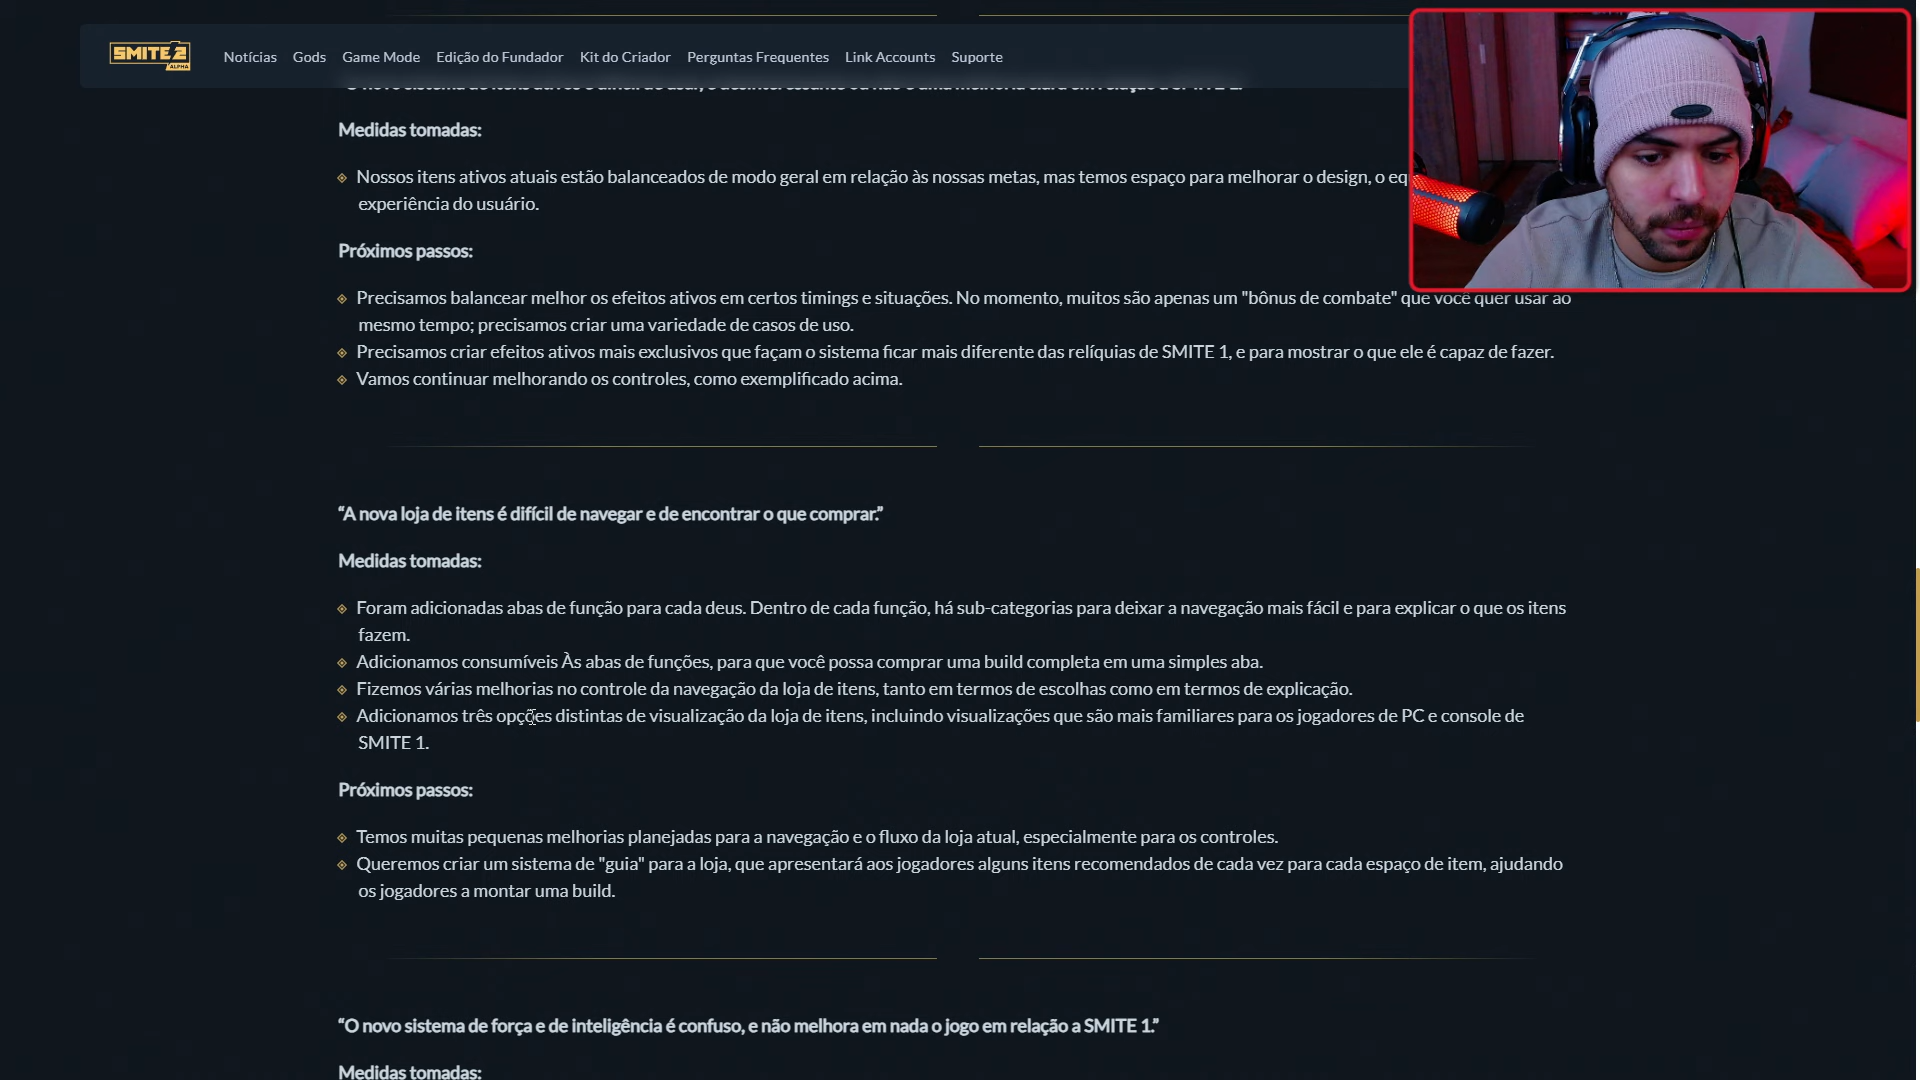 SMITE 2
ALPHA
Notícias Gods Game Mode Edição do Fundador Kit do Criador Perguntas Frequentes Link Accounts Suporte
Medidas tomadas:
Nossos itens ativos atuais estão balanceados de modo geral em relação às nossas metas, mas temos espaço para melhorar o design, o eq
experiência do usuário.
Próximos passos:
Precisamos balancear melhor os efeitos ativos em certos timings e situações. No momento, muitos são apenas um "bônus de combate" que você quer usar ao
mesmo tempo; precisamos criar uma variedade de casos de uso.
Precisamos criar efeitos ativos mais exclusivos que façam o sistema ficar mais diferente das relíquias de SMITE 1, e para mostrar o que ele é capaz de fazer.
Vamos continuar melhorando os controles, como exemplificado acima.
“A nova loja de itens é difícil de navegar e de encontrar o que comprar.”
Medidas tomadas:
Foram adicionadas abas de função para cada deus. Dentro de cada função, há sub-categorias para deixar a navegação mais fácil e para explicar o que os itens
fazem.
Adicionamos consumíveis Às abas de funções, para que você possa comprar uma build completa em uma simples aba.
Fizemos várias melhorias no controle da navegação da loja de itens, tanto em termos de escolhas como em termos de explicação.
Adicionamos três opções distintas de visualização da loja de itens, incluindo visualizações que são mais familiares para os jogadores de PC e console de
SMITE 1.
Próximos passos:
Temos muitas pequenas melhorias planejadas para a navegação e o fluxo da loja atual, especialmente para os controles.
Queremos criar um sistema de "guia" para a loja, que apresentará aos jogadores alguns itens recomendados de cada vez para cada espaço de item, ajudando
os jogadores a montar uma build.
“O novo sistema de força e de inteligência é confuso, e não melhora em nada o jogo em relação a SMITE 1.”
Medidas tomadas: